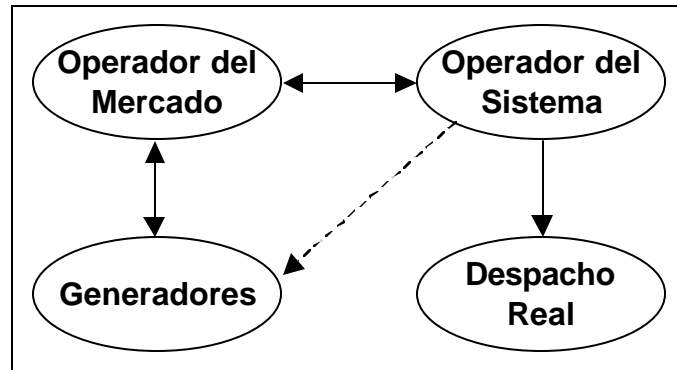 Operador del
Mercado
Operador del
Sistema
Generadores
Despacho
Real